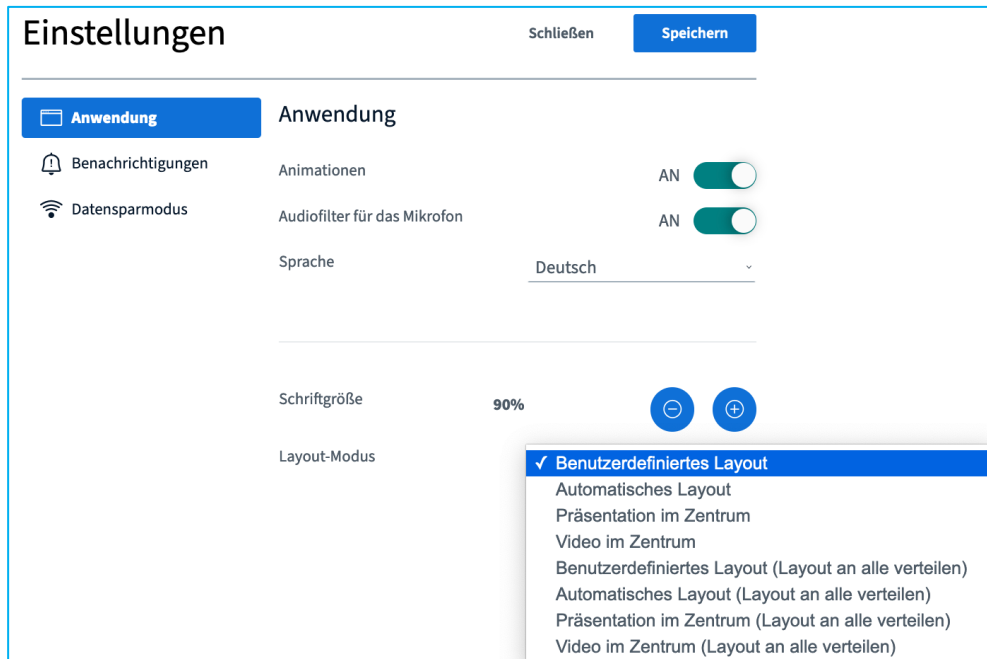 Einstellungen
Schließen
Speichern
Anwendung
Benachrichtigungen
Datensparmodus
Anwendung
Animationen AN
Audiofilter für das Mikrofon AN
Sprache Deutsch
Schriftgröße 90%
Layout-Modus
✓ Benutzerdefiniertes Layout
Automatisches Layout
Präsentation im Zentrum
Video im Zentrum
Benutzerdefiniertes Layout (Layout an alle verteilen)
Automatisches Layout (Layout an alle verteilen)
Präsentation im Zentrum (Layout an alle verteilen)
Video im Zentrum (Layout an alle verteilen)